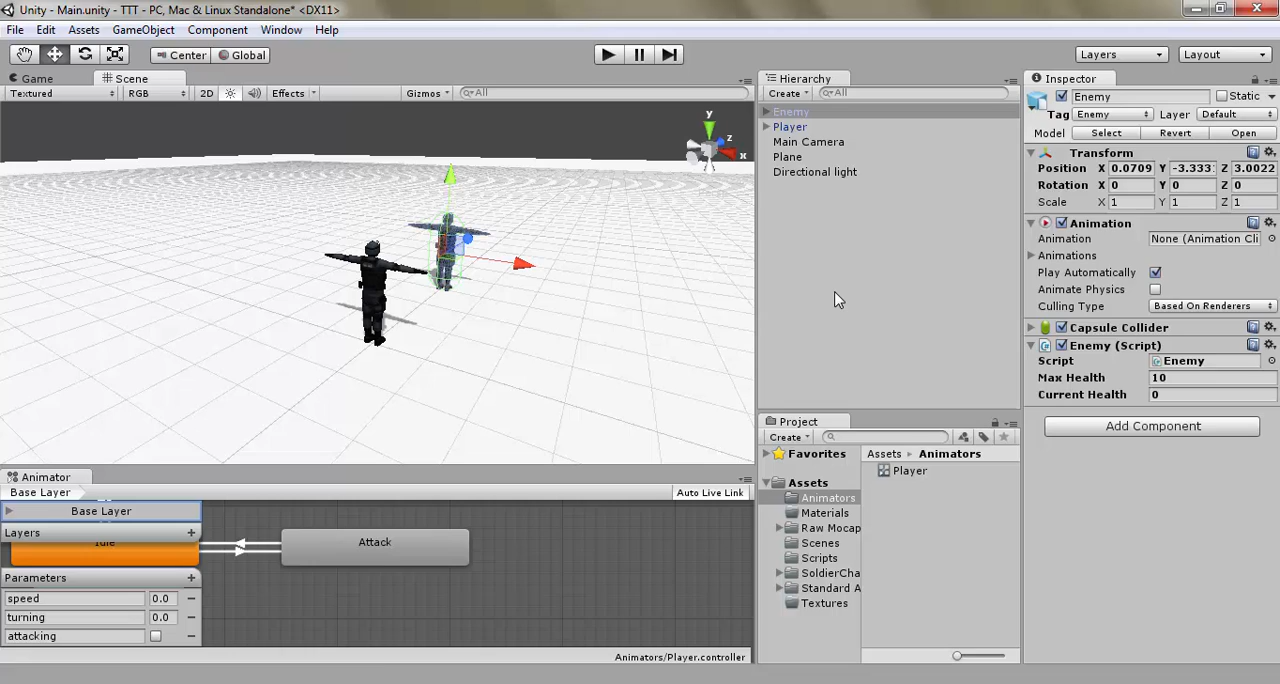 Unity - Main.unity - TTT - PC, Mac & Linux Standalone* <DX11>
File Edit Assets GameObject Component Window Help
Center Global Layers Layout
Game Scene
Textured RGB 2D Effects Gizmos All
y
z
x
Hierarchy
Create All
Enemy
Player
Main Camera
Plane
Directional light
Inspector
Enemy Static
Tag Enemy Layer Default
Model Select Revert Open
Transform
Position X 0.0709 Y -3.333 Z 3.0022
Rotation X 0 Y 0 Z 0
Scale X 1 Y 1 Z 1
Animation
Animation None (Animation Cli
Animations
Play Automatically
Animate Physics
Culling Type Based On Renderers
Capsule Collider
Enemy (Script)
Script Enemy
Max Health 10
Current Health 0
Add Component
Project
Create
Favorites
Assets
Animators
Materials
Raw Mocap
Scenes
Scripts
SoldierCha
Standard A
Textures
Assets Animators
Player
Animator
Base Layer Auto Live Link
Base Layer
Layers
Idle
Attack
Parameters
speed 0.0
turning 0.0
attacking
Animators/Player.controller